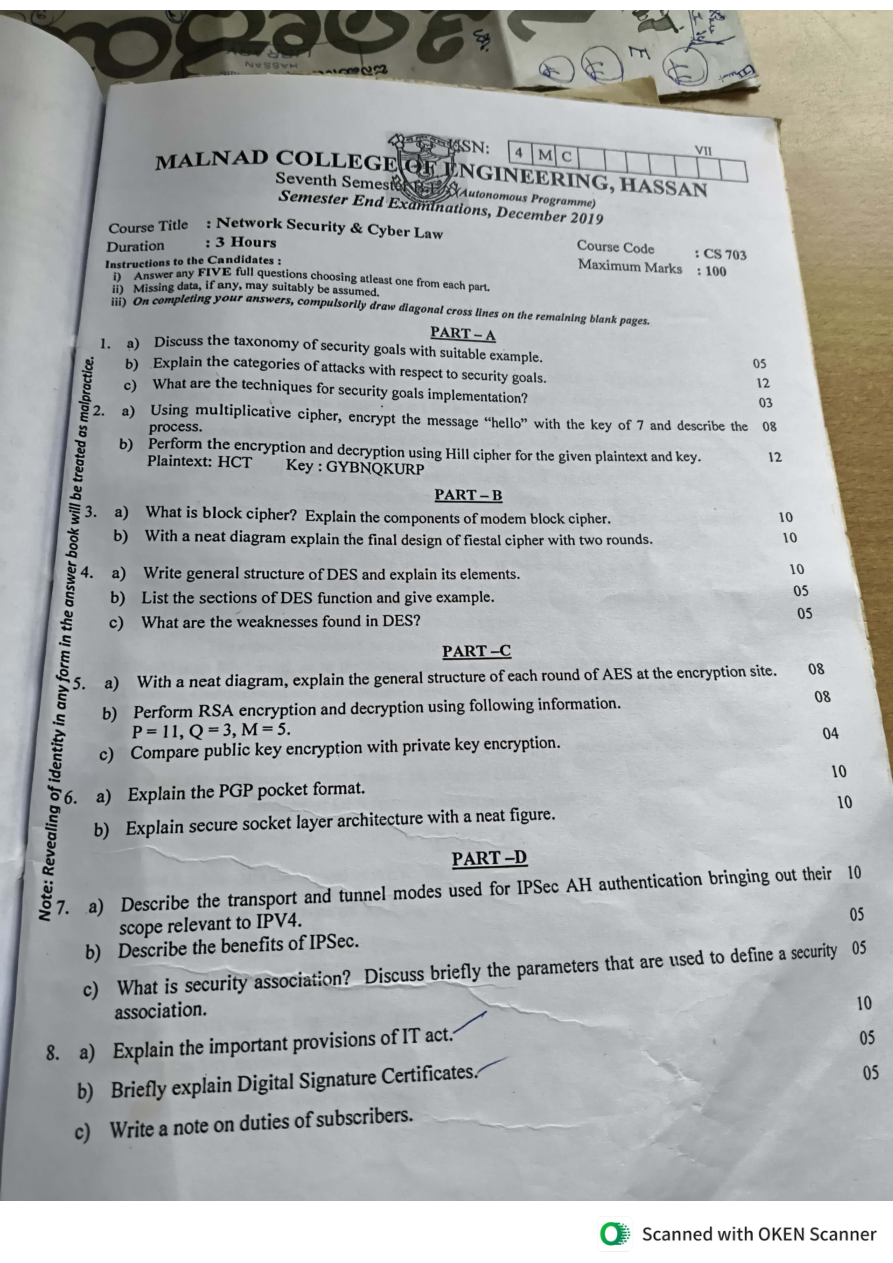 HASSAN
USN: 4 M C
VII
MALNAD COLLEGE OF ENGINEERING, HASSAN
(Autonomous Programme)
Seventh Semester
Semester End Examinations, December 2019
Course Title : Network Security & Cyber Law
Course Code : CS 703
Duration : 3 Hours
Maximum Marks : 100
Instructions to the Candidates :
i) Answer any FIVE full questions choosing atleast one from each part.
ii) Missing data, if any, may suitably be assumed.
iii) On completing your answers, compulsorily draw diagonal cross lines on the remaining blank pages.
PART – A
1. a) Discuss the taxonomy of security goals with suitable example. 05
b) Explain the categories of attacks with respect to security goals. 12
c) What are the techniques for security goals implementation? 03
2. a) Using multiplicative cipher, encrypt the message “hello” with the key of 7 and describe the 08
process.
b) Perform the encryption and decryption using Hill cipher for the given plaintext and key. 12
Plaintext: HCT Key : GYBNQKURP
PART – B
3. a) What is block cipher? Explain the components of modem block cipher. 10
b) With a neat diagram explain the final design of fiestal cipher with two rounds. 10
4. a) Write general structure of DES and explain its elements. 10
b) List the sections of DES function and give example. 05
c) What are the weaknesses found in DES? 05
PART –C
5. a) With a neat diagram, explain the general structure of each round of AES at the encryption site. 08
b) Perform RSA encryption and decryption using following information. 08
P = 11, Q = 3, M = 5.
c) Compare public key encryption with private key encryption. 04
6. a) Explain the PGP pocket format. 10
b) Explain secure socket layer architecture with a neat figure. 10
PART –D
7. a) Describe the transport and tunnel modes used for IPSec AH authentication bringing out their 10
scope relevant to IPV4.
b) Describe the benefits of IPSec. 05
c) What is security association? Discuss briefly the parameters that are used to define a security 05
association.
8. a) Explain the important provisions of IT act. 10
b) Briefly explain Digital Signature Certificates. 05
c) Write a note on duties of subscribers. 05
Note: Revealing of identity in any form in the answer book will be treated as malpractice.
Scanned with OKEN Scanner